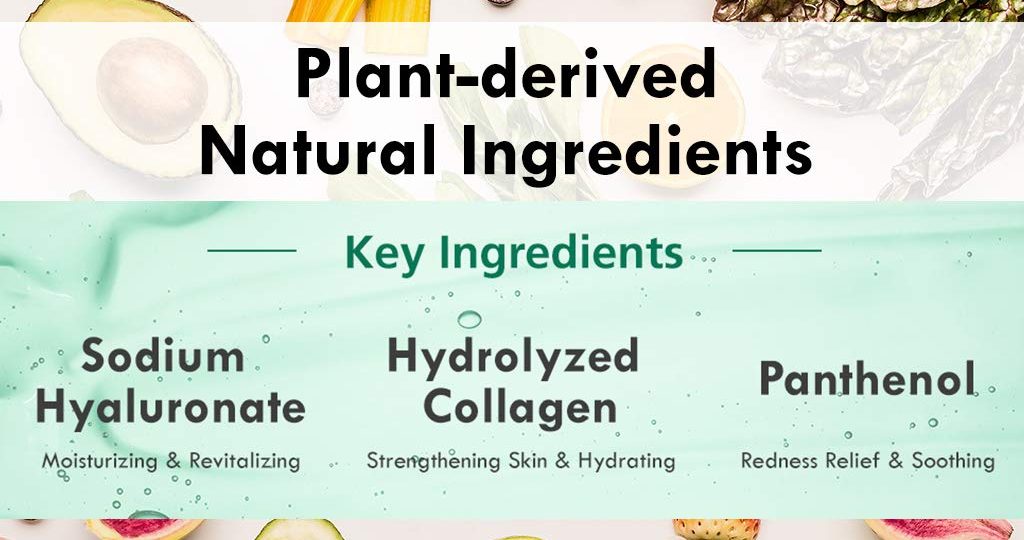 Plant-derived
Natural Ingredients
Key Ingredients
Sodium
Hyaluronate
Moisturizing & Revitalizing
Hydrolyzed
Collagen
Strengthening Skin & Hydrating
Panthenol
Redness Relief & Soothing